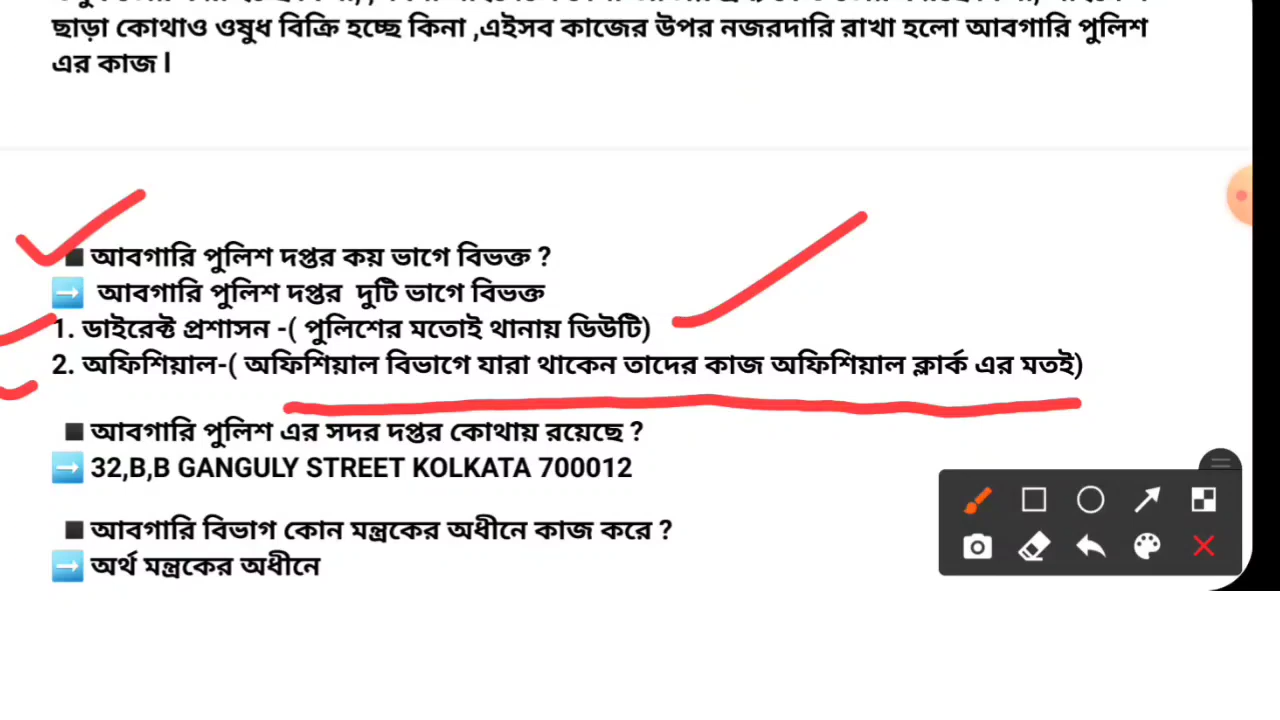 ছাড়া কোথাও ওষুধ বিক্রি হচ্ছে কিনা ,এইসব কাজের উপর নজরদারি রাখা হলো আবগারি পুলিশ
এর কাজ l
■ আবগারি পুলিশ দপ্তর কয় ভাগে বিভক্ত ?
➡ আবগারি পুলিশ দপ্তর দুটি ভাগে বিভক্ত
1. ডাইরেক্ট প্রশাসন -( পুলিশের মতোই থানায় ডিউটি)
2. অফিশিয়াল-( অফিশিয়াল বিভাগে যারা থাকেন তাদের কাজ অফিশিয়াল ক্লার্ক এর মতই)
■ আবগারি পুলিশ এর সদর দপ্তর কোথায় রয়েছে ?
➡ 32,B,B GANGULY STREET KOLKATA 700012
■ আবগারি বিভাগ কোন মন্ত্রকের অধীনে কাজ করে ?
➡ অর্থ মন্ত্রকের অধীনে